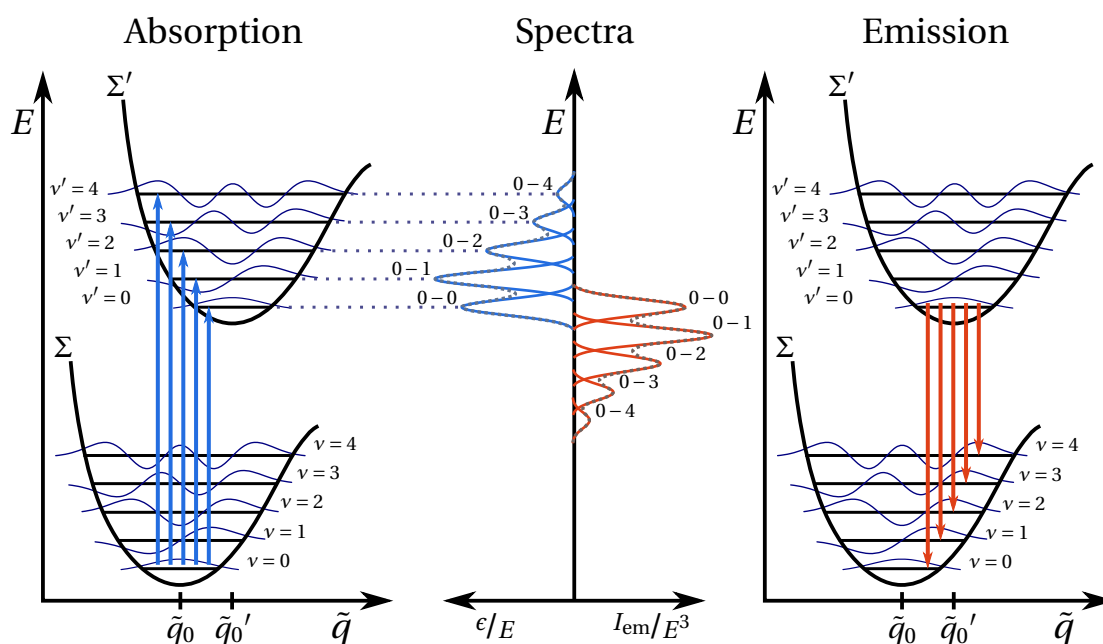 Absorption
Spectra
Emission
Σ′
E
ν′ = 4
ν′ = 3
ν′ = 2
ν′ = 1
ν′ = 0
Σ
ν = 4
ν = 3
ν = 2
ν = 1
ν = 0
q̃₀
q̃₀′
q̃
E
0 – 4
0 – 3
0 – 2
0 – 1
0 – 0
0 – 0
0 – 1
0 – 2
0 – 3
0 – 4
ϵ/E
Iem/E³
Σ′
E
ν′ = 4
ν′ = 3
ν′ = 2
ν′ = 1
ν′ = 0
Σ
ν = 4
ν = 3
ν = 2
ν = 1
ν = 0
q̃₀
q̃₀′
q̃